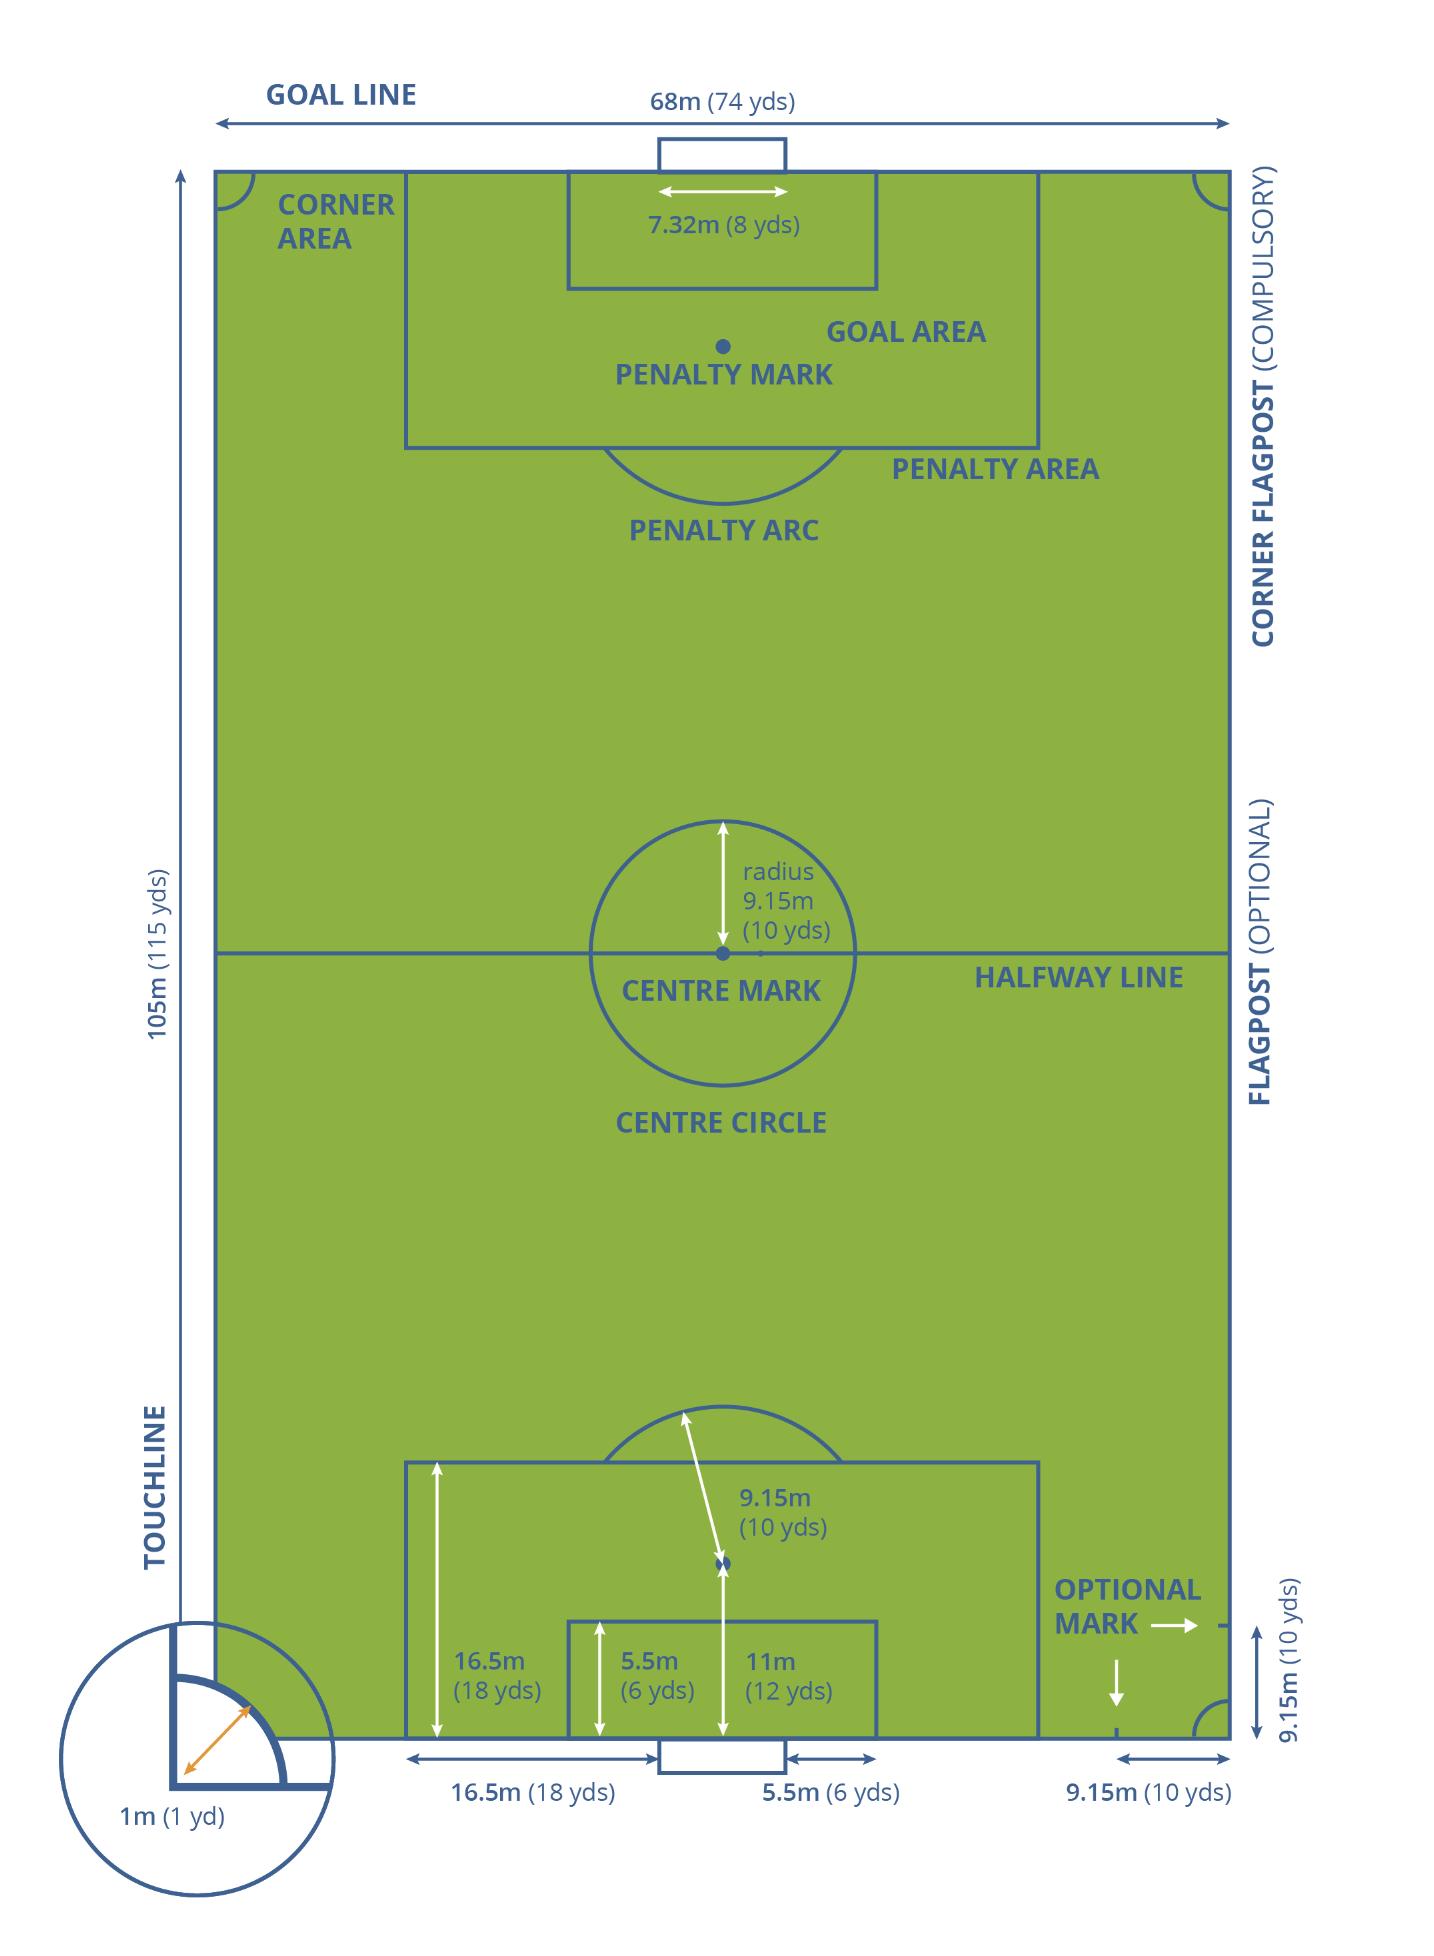 GOAL LINE
68m (74 yds)
CORNER
AREA
7.32m (8 yds)
GOAL AREA
PENALTY MARK
PENALTY AREA
PENALTY ARC
CORNER FLAGPOST (COMPULSORY)
radius
9.15m
(10 yds)
CENTRE MARK
HALFWAY LINE
FLAGPOST (OPTIONAL)
105m (115 yds)
CENTRE CIRCLE
TOUCHLINE
9.15m
(10 yds)
OPTIONAL
MARK
16.5m
(18 yds)
5.5m
(6 yds)
11m
(12 yds)
9.15m (10 yds)
16.5m (18 yds)
5.5m (6 yds)
9.15m (10 yds)
1m (1 yd)